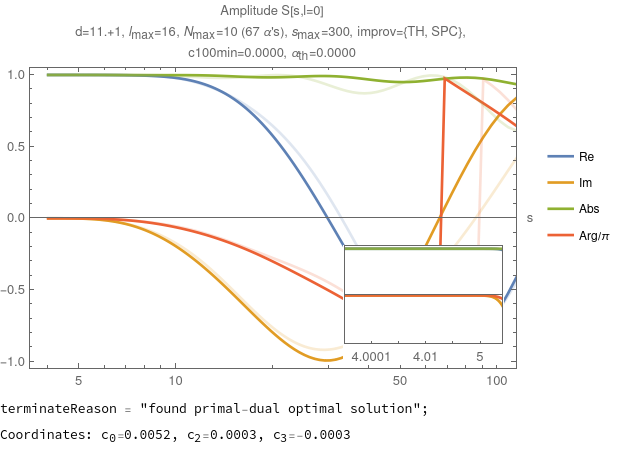 Amplitude S[s,l=0]
d=11.+1, lmax=16, Nmax=10 (67 α's), smax=300, improv={TH, SPC},
c100min=0.0000, αth=0.0000
1.0
0.5
0.0
−0.5
−1.0
s
Re
Im
Abs
Arg/π
4.0001 4.01 5
5 10 50 100
terminateReason = "found primal-dual optimal solution";
Coordinates: c0=0.0052, c2=0.0003, c3=-0.0003